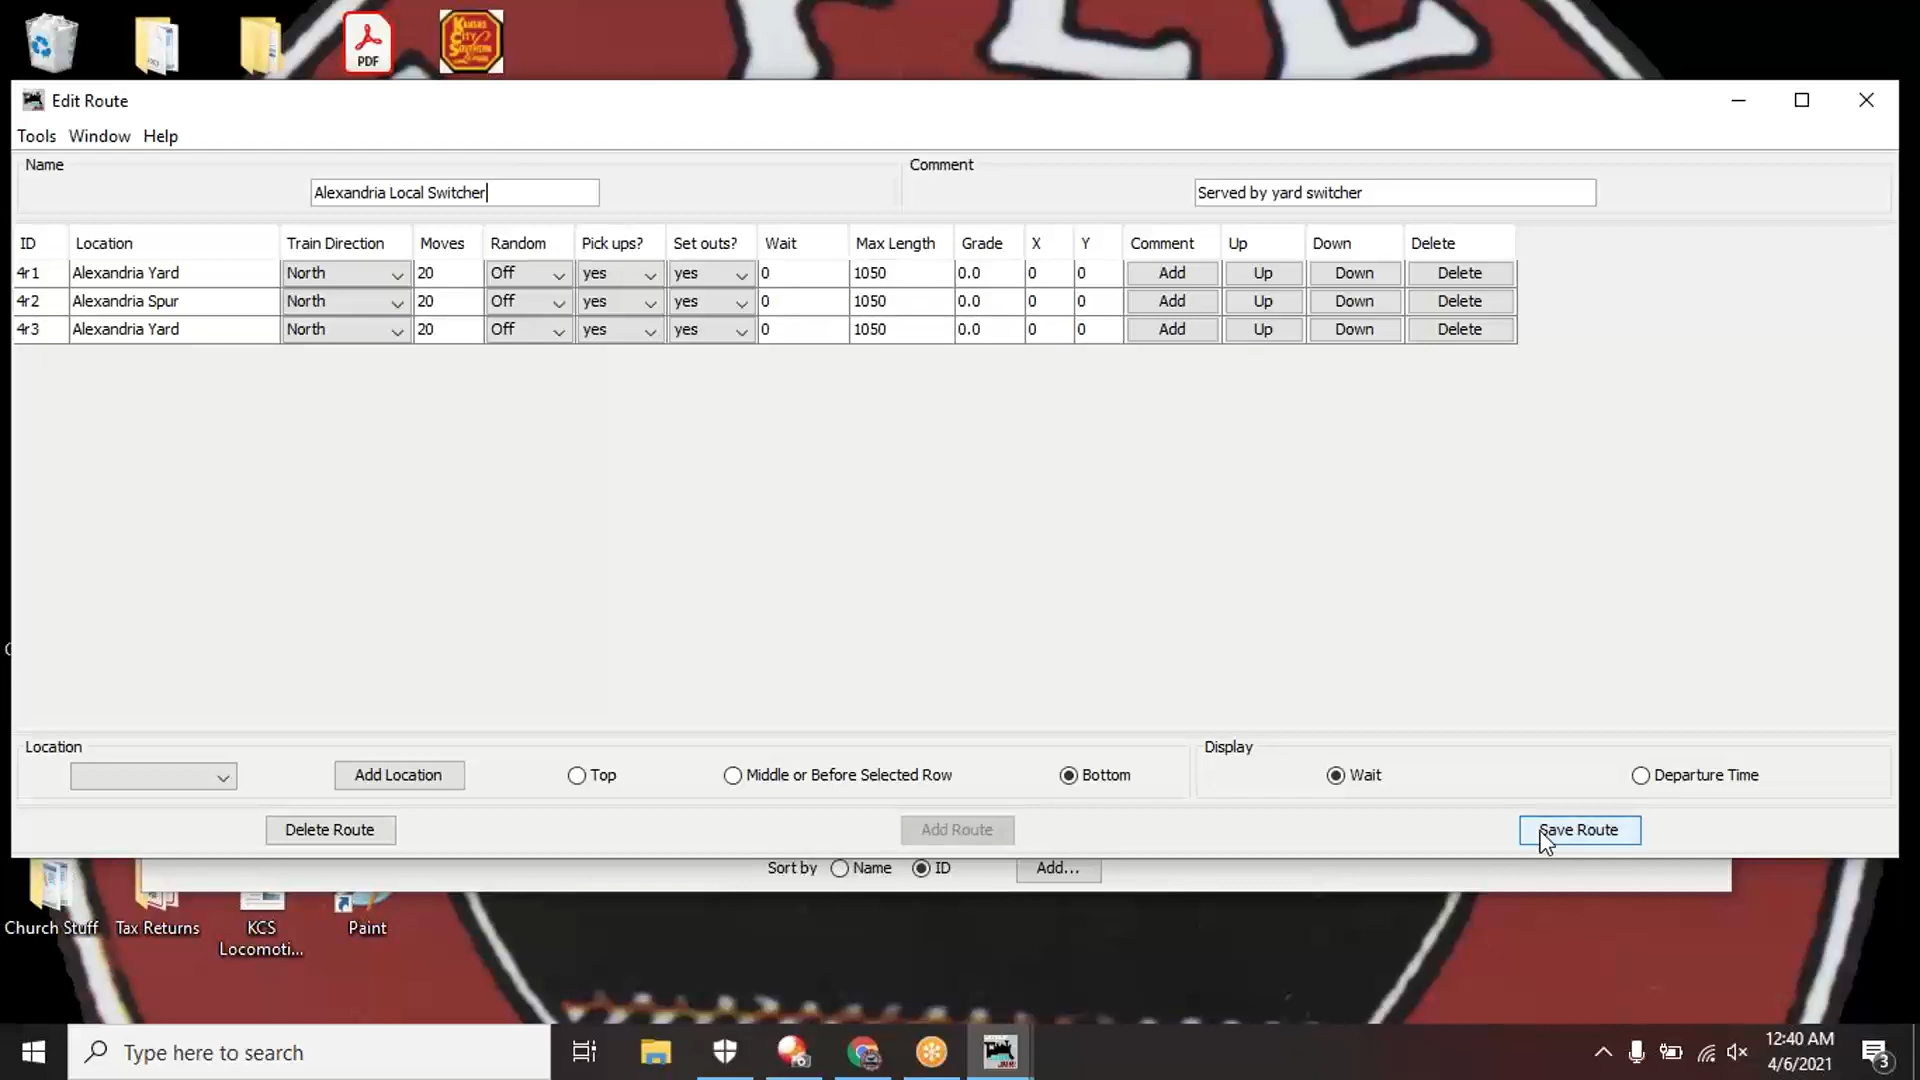 PDF
KANSAS
CITY
SOUTHERN
Lines
Edit Route
Tools Window Help
Name
Comment
Alexandria Local Switcher
Served by yard switcher
ID Location Train Direction Moves Random Pick ups? Set outs? Wait Max Length Grade X Y Comment Up Down Delete
4r1 Alexandria Yard North 20 Off yes yes 0 1050 0.0 0 0 Add Up Down Delete
4r2 Alexandria Spur North 20 Off yes yes 0 1050 0.0 0 0 Add Up Down Delete
4r3 Alexandria Yard North 20 Off yes yes 0 1050 0.0 0 0 Add Up Down Delete
Location
Display
Add Location Top Middle or Before Selected Row Bottom Wait Departure Time
Delete Route Add Route Save Route
Sort by Name ID Add...
Church Stuff Tax Returns KCS Locomoti... Paint
Type here to search
12:40 AM
4/6/2021
3